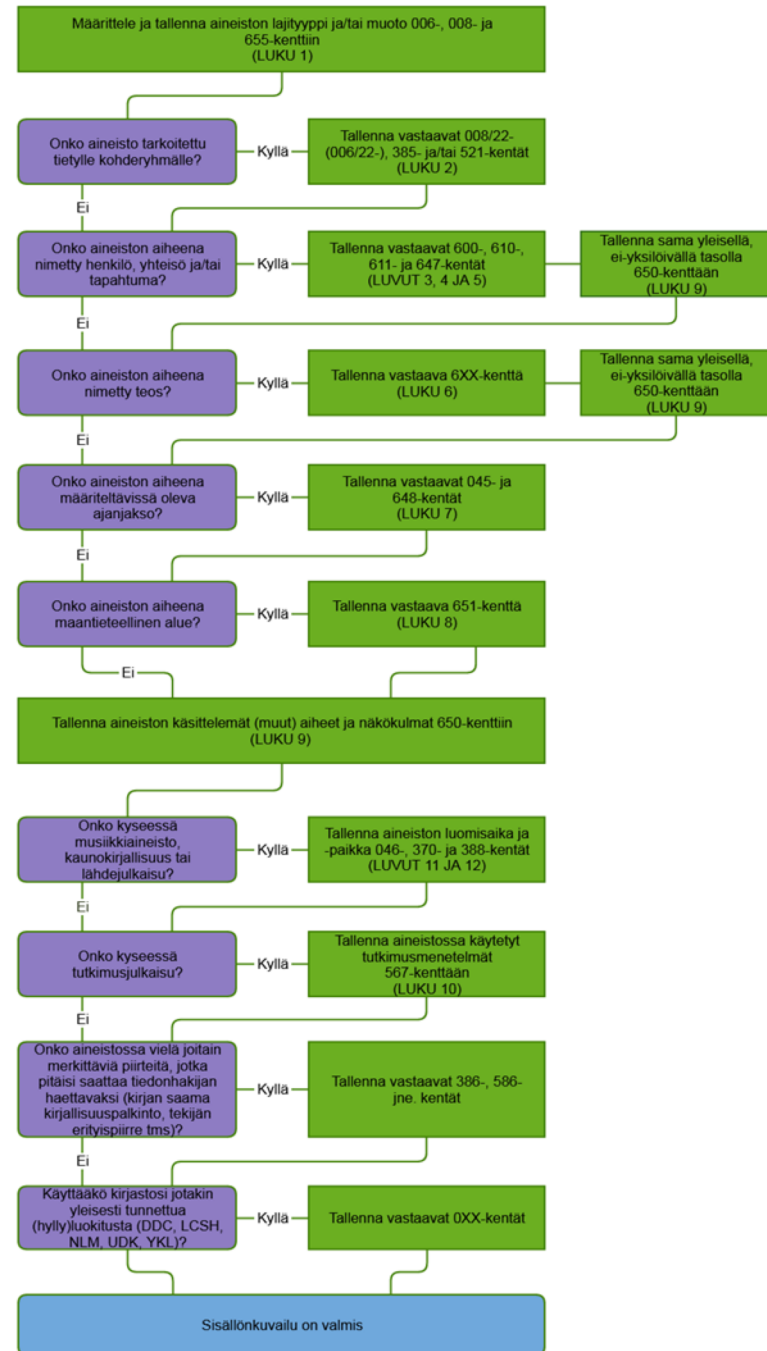 Määrittele ja tallenna aineiston lajityyppi ja/tai muoto 006-, 008- ja
655-kenttiin
(LUKU 1)
Onko aineisto tarkoitettu
tietylle kohderyhmälle?
Kyllä
Tallenna vastaavat 008/22-
(006/22-), 385- ja/tai 521-kentät
(LUKU 2)
Ei
Onko aineiston aiheena
nimetty henkilö, yhteisö ja/tai
tapahtuma?
Kyllä
Tallenna vastaavat 600-, 610-,
611- ja 647-kentät
(LUVUT 3, 4 JA 5)
Tallenna sama yleisellä,
ei-yksilöivällä tasolla
650-kenttään
(LUKU 9)
Ei
Onko aineiston aiheena
nimetty teos?
Kyllä
Tallenna vastaava 6XX-kenttä
(LUKU 6)
Tallenna sama yleisellä,
ei-yksilöivällä tasolla
650-kenttään
(LUKU 9)
Ei
Onko aineiston aiheena
määriteltävissä oleva
ajanjakso?
Kyllä
Tallenna vastaavat 045- ja
648-kentät
(LUKU 7)
Ei
Onko aineiston aiheena
maantieteellinen alue?
Kyllä
Tallenna vastaava 651-kenttä
(LUKU 8)
Ei
Tallenna aineiston käsittelemät (muut) aiheet ja näkökulmat 650-kenttiin
(LUKU 9)
Onko kyseessä
musiikkiaineisto,
kaunokirjallisuus tai
lähdejulkaisu?
Kyllä
Tallenna aineiston luomisaika ja
-paikka 046-, 370- ja 388-kentät
(LUVUT 11 JA 12)
Ei
Onko kyseessä
tutkimusjulkaisu?
Kyllä
Tallenna aineistossa käytetyt
tutkimusmenetelmät
567-kenttään
(LUKU 10)
Ei
Onko aineistossa vielä joitain
merkittäviä piirteitä, jotka
pitäisi saattaa tiedonhakijan
haettavaksi (kirjan saama
kirjallisuuspalkinto, tekijän
erityispiirre tms)?
Kyllä
Tallenna vastaavat 386-, 586-
jne. kentät
Ei
Käyttääkö kirjastosi jotakin
yleisesti tunnettua
(hylly)luokitusta (DDC, LCSH,
NLM, UDK, YKL)?
Kyllä
Tallenna vastaavat 0XX-kentät
Sisällönkuvailu on valmis